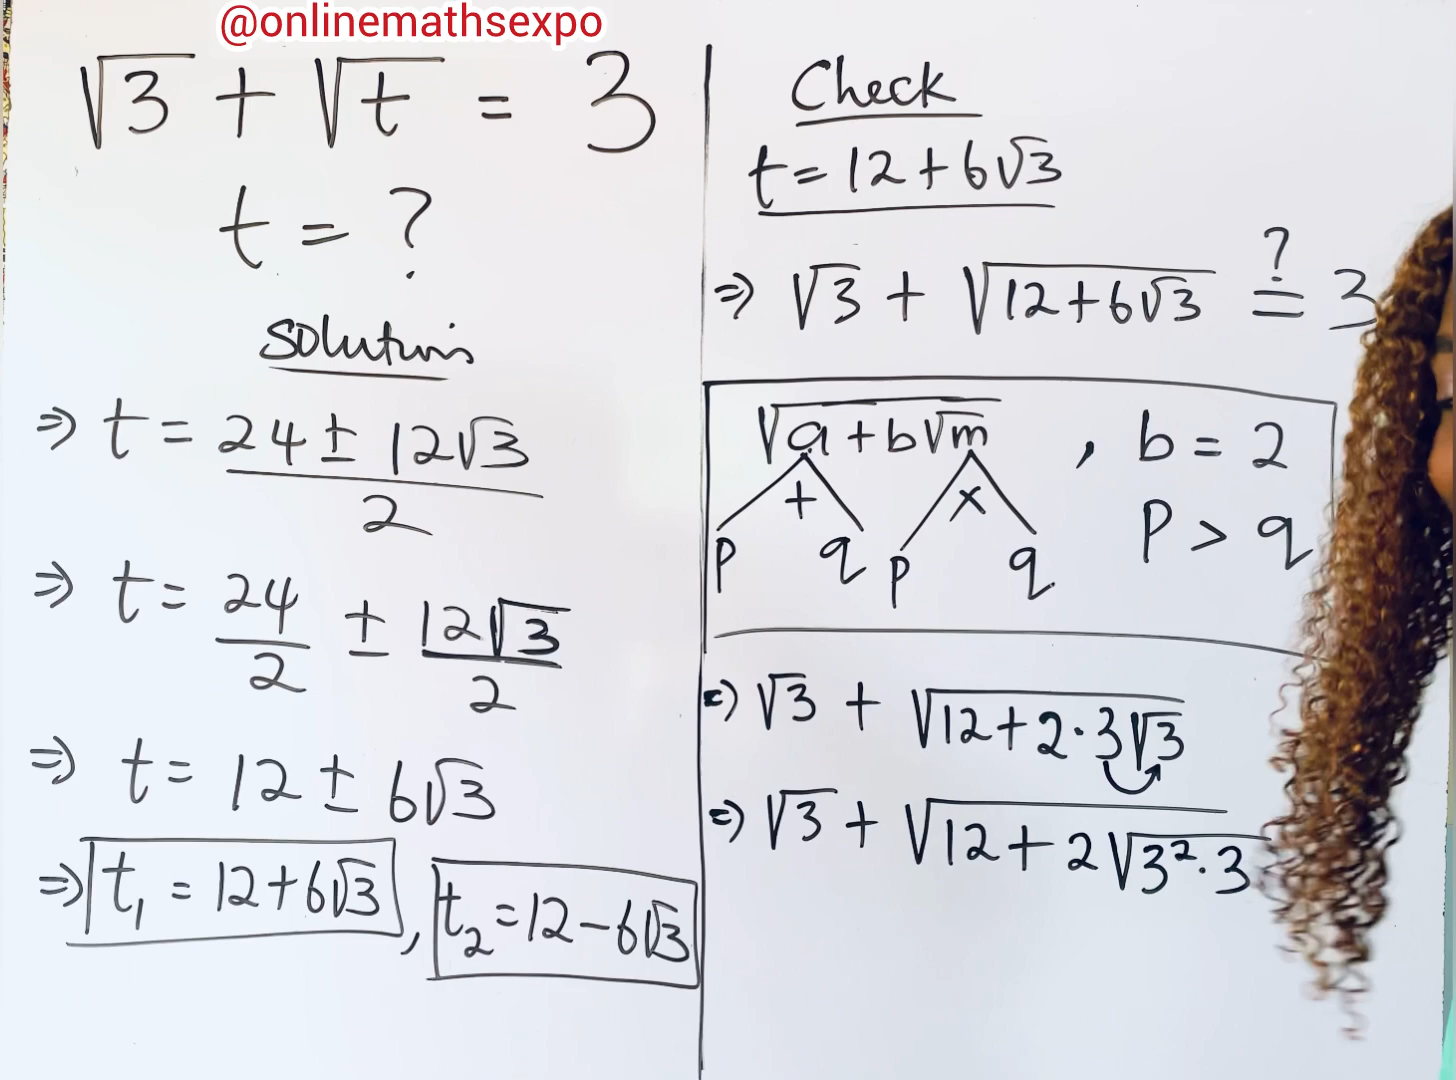 @onlinemathsexpo
√3 + √t = 3
t = ?
Solutions
⇒ t = (24 ± 12√3)/2
⇒ t = 24/2 ± 12√3/2
⇒ t = 12 ± 6√3
⇒ t₁ = 12+6√3 , t₂ = 12-6√3
Check
t = 12+6√3
⇒ √3 + √(12+6√3) ≟ 3
√(a+b√m) , b = 2
+ ×
p q p q
P > q
⇒ √3 + √(12+2·3√3)
⇒ √3 + √(12+2√(3²·3))